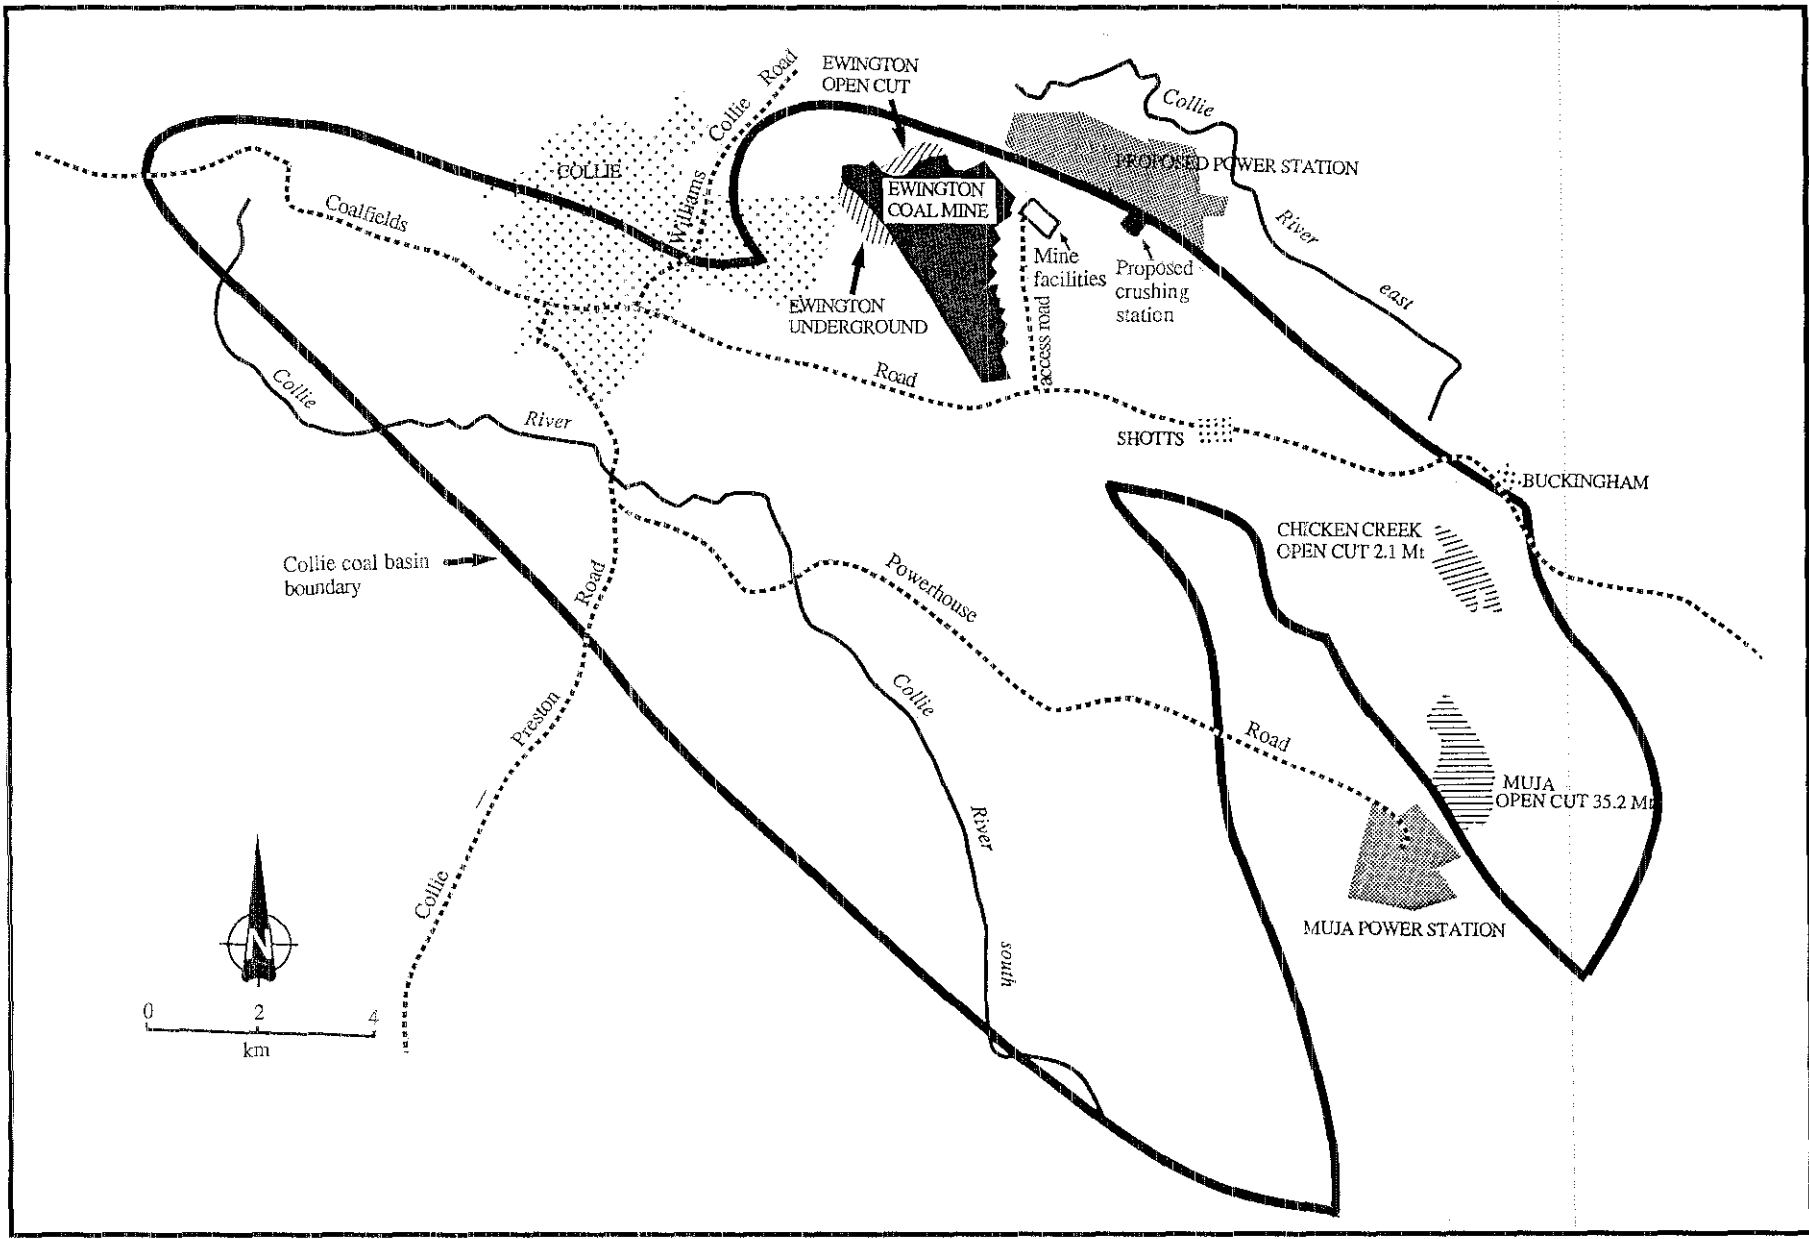 EWINGTON
OPEN CUT
Williams Collie Road
Collie River east
COLLIE
PROPOSED POWER STATION
EWINGTON
COAL MINE
Coalfields Road
Mine
facilities
Proposed
crushing
station
EWINGTON
UNDERGROUND
access road
Collie River
SHOTTS
BUCKINGHAM
CHICKEN CREEK
OPEN CUT 2.1 Mt
Collie coal basin
boundary
Powerhouse Road
Collie Preston Road
Collie River south
MUJA
OPEN CUT 35.2 Mt
MUJA POWER STATION
N
0 2 4
km